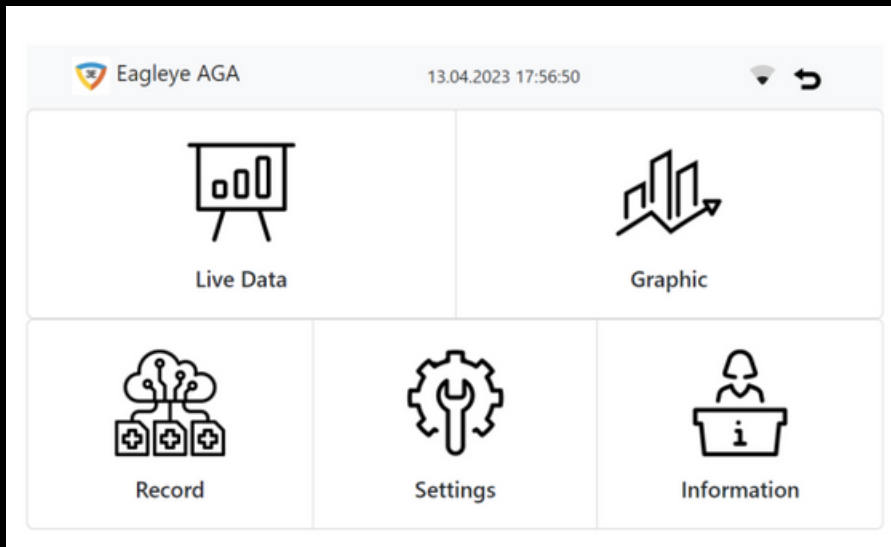 Eagleye AGA
13.04.2023 17:56:50
Live Data
Graphic
Record
Settings
i
Information